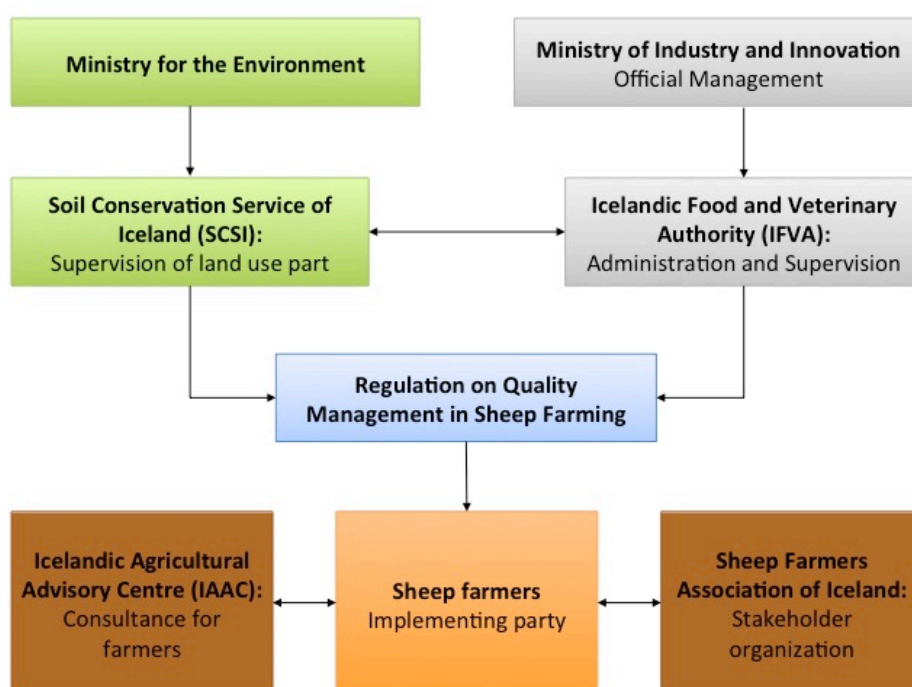 Ministry for the Environment
Ministry of Industry and Innovation
Official Management
Soil Conservation Service of
Iceland (SCSI):
Supervision of land use part
Icelandic Food and Veterinary
Authority (IFVA):
Administration and Supervision
Regulation on Quality
Management in Sheep Farming
Icelandic Agricultural
Advisory Centre (IAAC):
Consultance for
farmers
Sheep farmers
Implementing party
Sheep Farmers
Association of Iceland:
Stakeholder
organization